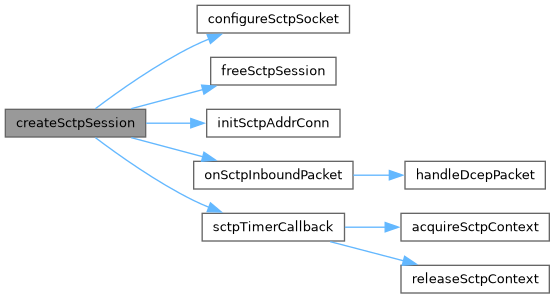 createSctpSession
configureSctpSocket
freeSctpSession
initSctpAddrConn
onSctpInboundPacket
handleDcepPacket
sctpTimerCallback
acquireSctpContext
releaseSctpContext